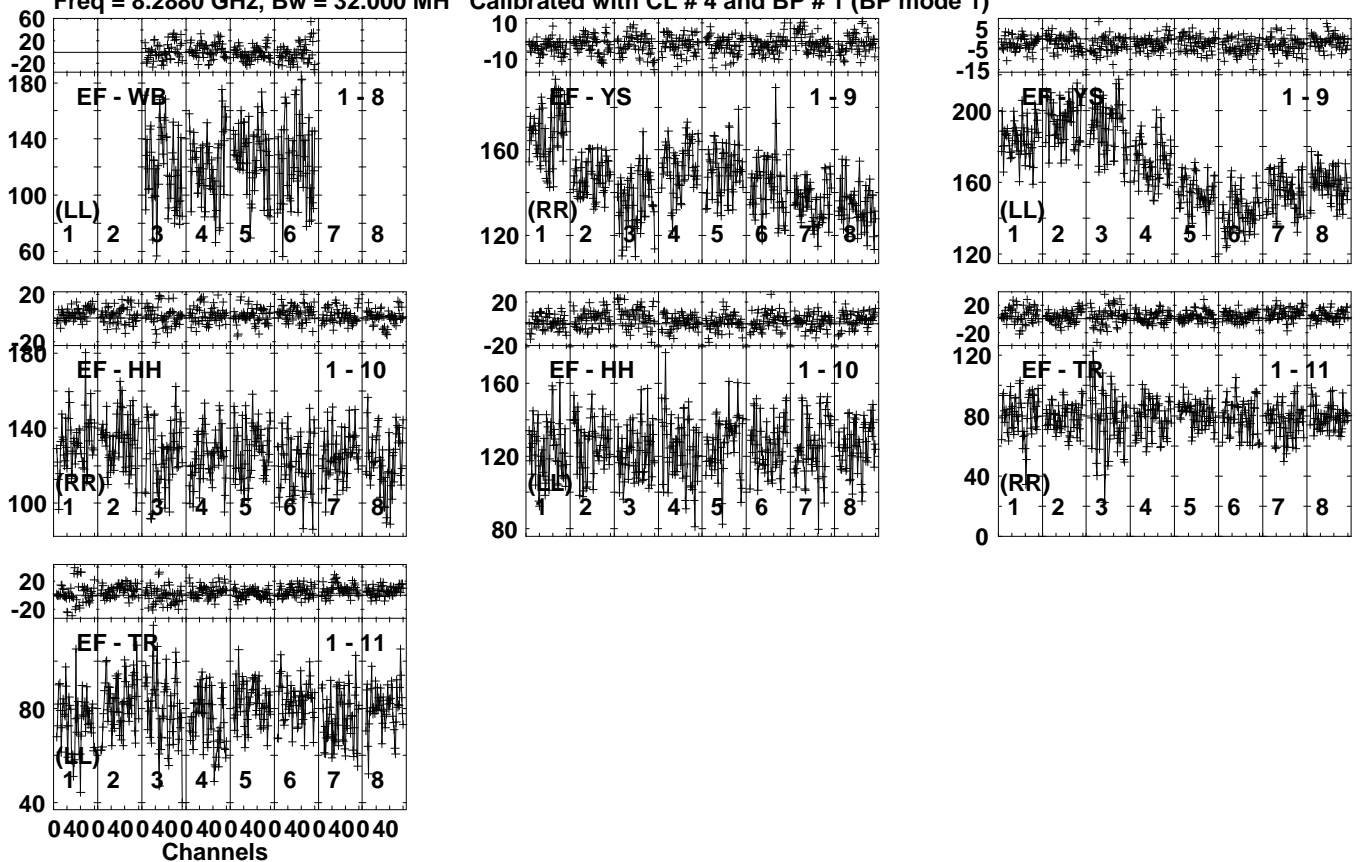 Freq = 8.2880 GHz, Bw = 32.000 MH Calibrated with CL # 4 and BP # 1 (BP mode 1)
60
20
-20
180
140
100
60
EF - WB 1 - 8
(LL)
1 2 3 4 5 6 7 8
10
-10
160
120
EF - YS 1 - 9
(RR)
1 2 3 4 5 6 7 8
5
-5
-15
200
160
120
EF - YS 1 - 9
(LL)
1 2 3 4 5 6 7 8
20
-20
180
140
100
EF - HH 1 - 10
(RR)
1 2 3 4 5 6 7 8
20
-20
160
120
80
EF - HH 1 - 10
(LL)
1 2 3 4 5 6 7 8
20
-20
120
80
40
0
EF - TR 1 - 11
(RR)
1 2 3 4 5 6 7 8
20
-20
80
40
EF - TR 1 - 11
(LL)
1 2 3 4 5 6 7 8
0 40 0 40 0 40 0 40 0 40 0 40 0 40 0 40
Channels